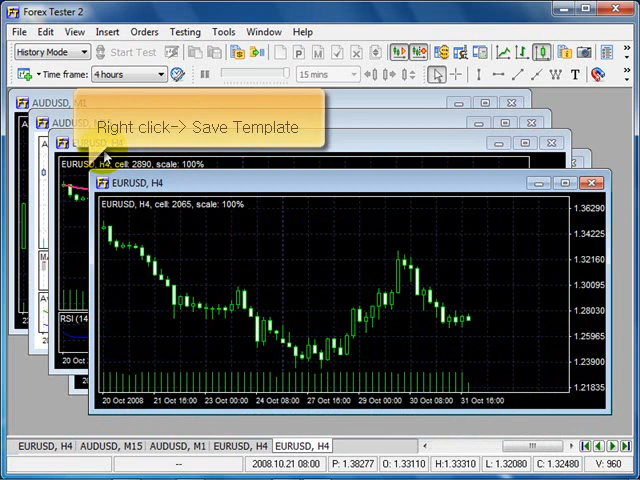 Forex Tester 2
File Edit View Insert Orders Testing Tools Window Help
History Mode Start Test
Time frame: 4 hours 15 mins
AUDUSD, M1
AUDUSD, M
EURUSD, H4
Right click-> Save Template
EURUSD, H4, cell: 2890, scale: 100%
EURUSD, H4
EURUSD, H4, cell: 2065, scale: 100%
1.36290
1.34225
1.32160
1.30095
1.28030
1.25965
1.23900
1.21835
RSI (14
20 Oct
20 Oct 2008 21 Oct 16:00 23 Oct 00:00 24 Oct 08:00 27 Oct 16:00 29 Oct 00:00 30 Oct 08:00 31 Oct 16:00
EURUSD, H4 AUDUSD, M15 AUDUSD, M1 EURUSD, H4 EURUSD, H4
-- 2008.10.21 08:00 P: 1.38277 O: 1.33110 H:1.33310 L: 1.32080 C: 1.32480 V: 960